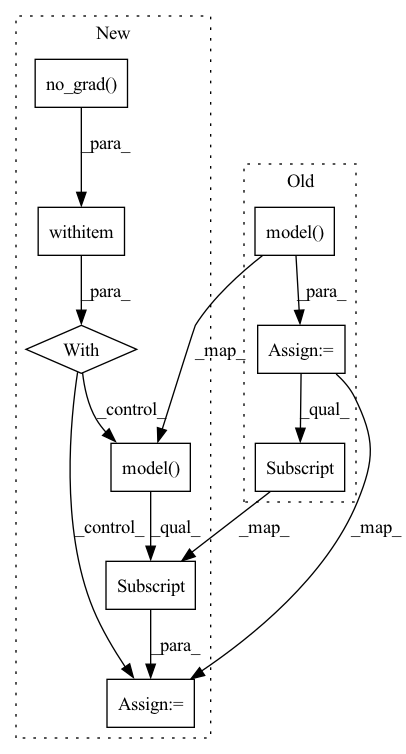 New
no_grad()
_para_
Old
withitem
model()
_para_
_para_
With
_map_
Assign:=
_control_
_qual_
model()
Subscript
_control_
_qual_
_map_
_map_
Subscript
_para_
Assign:=